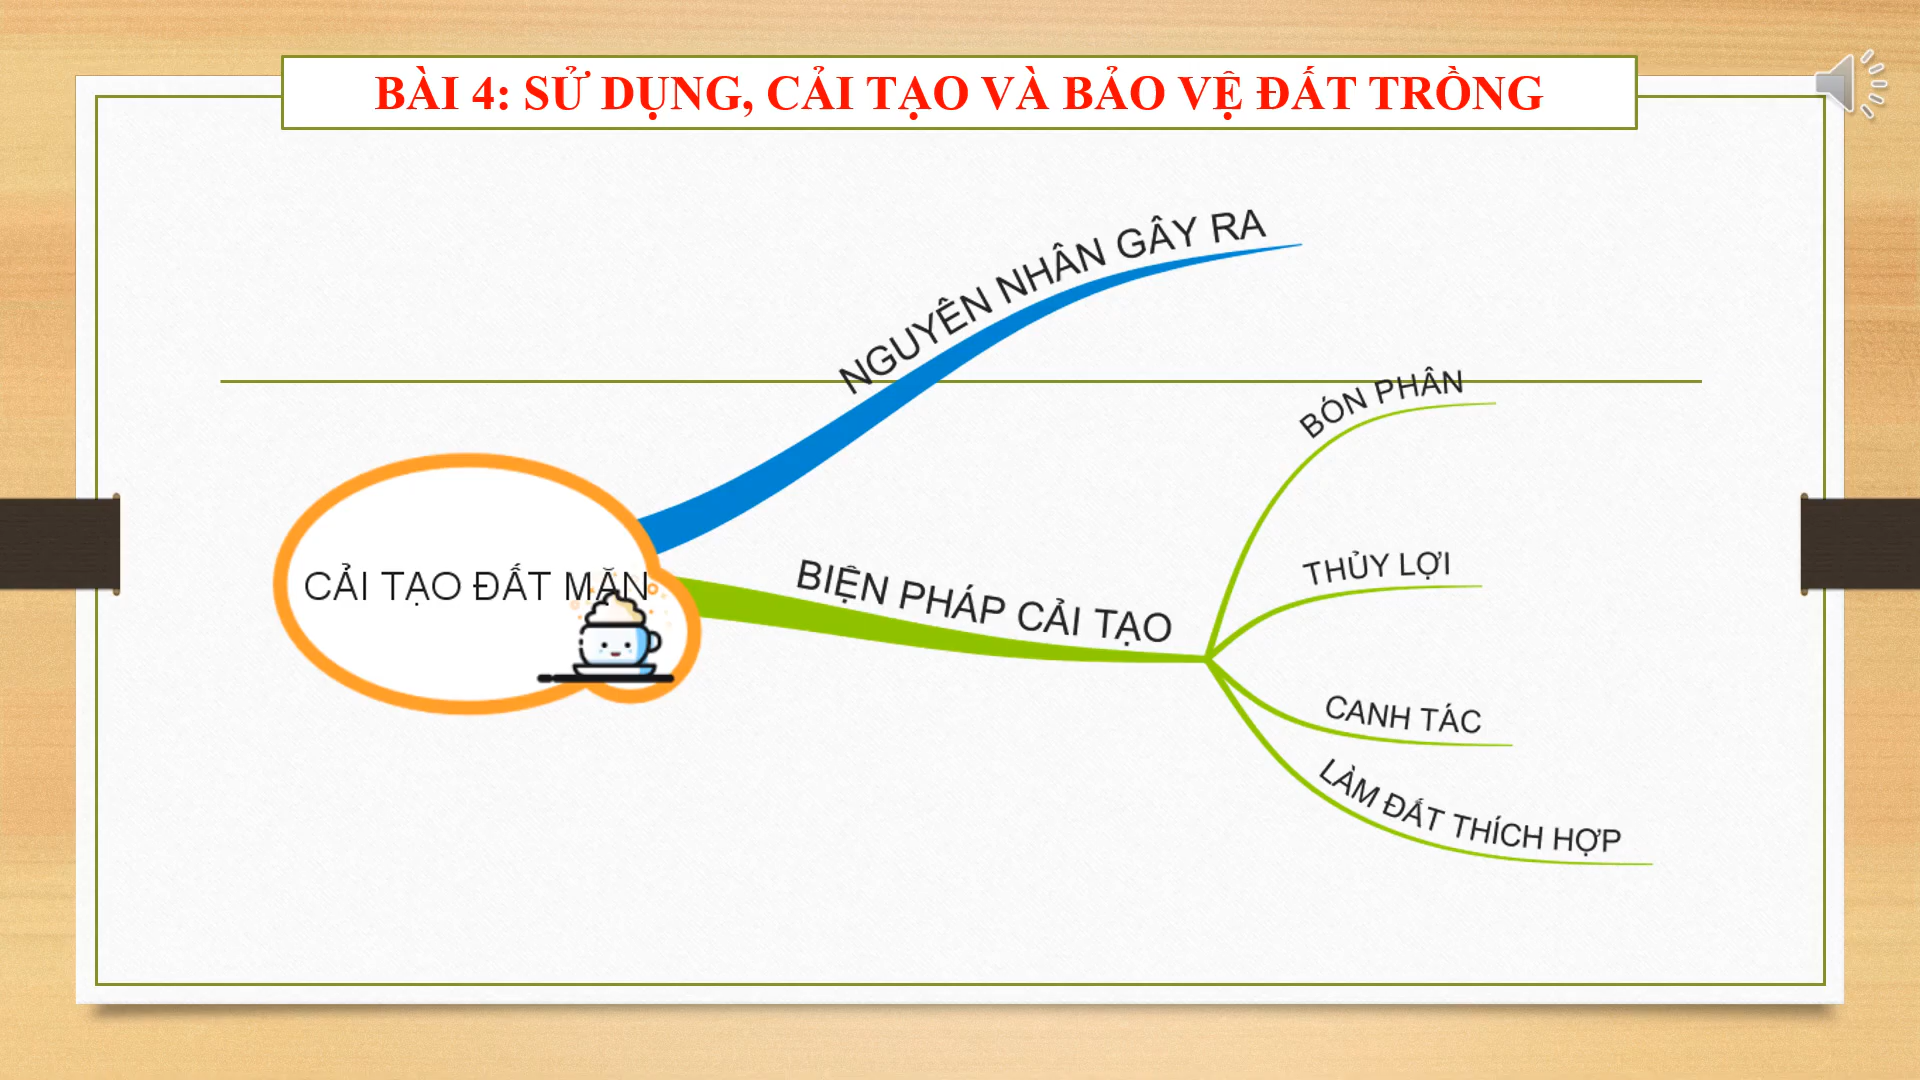 BÀI 4: SỬ DỤNG, CẢI TẠO VÀ BẢO VỆ ĐẤT TRỒNG
NGUYÊN NHÂN GÂY RA
BÓN PHÂN
THỦY LỢI
CẢI TẠO ĐẤT MẶN
BIỆN PHÁP CẢI TẠO
CANH TÁC
LÀM ĐẤT THÍCH HỢP